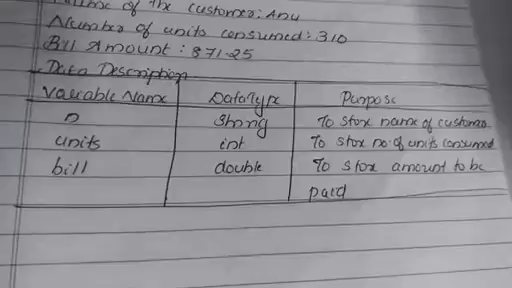 Name of the customer: Anu
Number of units consumed: 310
Bill Amount: 871.25
Data Description
Variable Name DataType Purpose
n String To store name of customer
units int To store no. of units consumed
bill double To store amount to be
paid